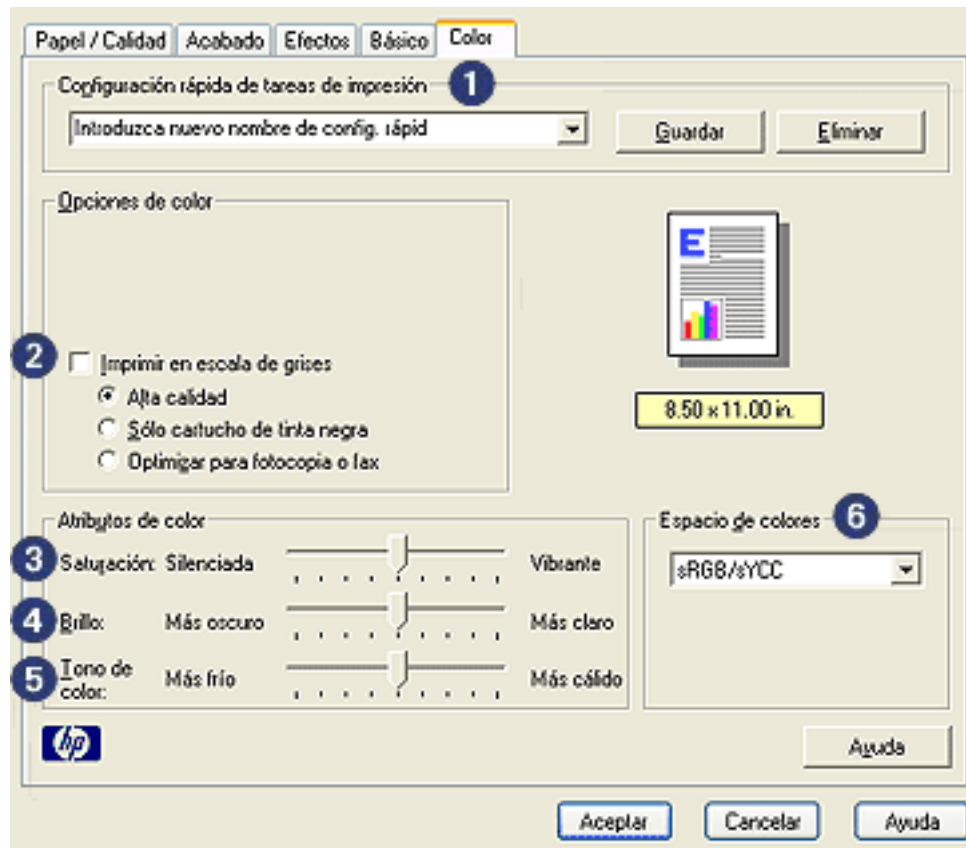 Papel / Calidad Acabado Efectos Básico Color
Configuración rápida de tareas de impresión 1
Introduzca nuevo nombre de config. rápid Guardar Eliminar
Opciones de color
E
2 Imprimir en escala de grises
Alta calidad
8.50 x 11.00 in.
Sólo cartucho de tinta negra
Optimizar para fotocopia o fax
Atributos de color
Espacio de colores 6
3 Saturación: Silenciada Vibrante
sRGB/sYCC
4 Brillo: Más oscuro Más claro
5 Tono de color: Más frío Más cálido
hp
Ayuda
Aceptar Cancelar Ayuda